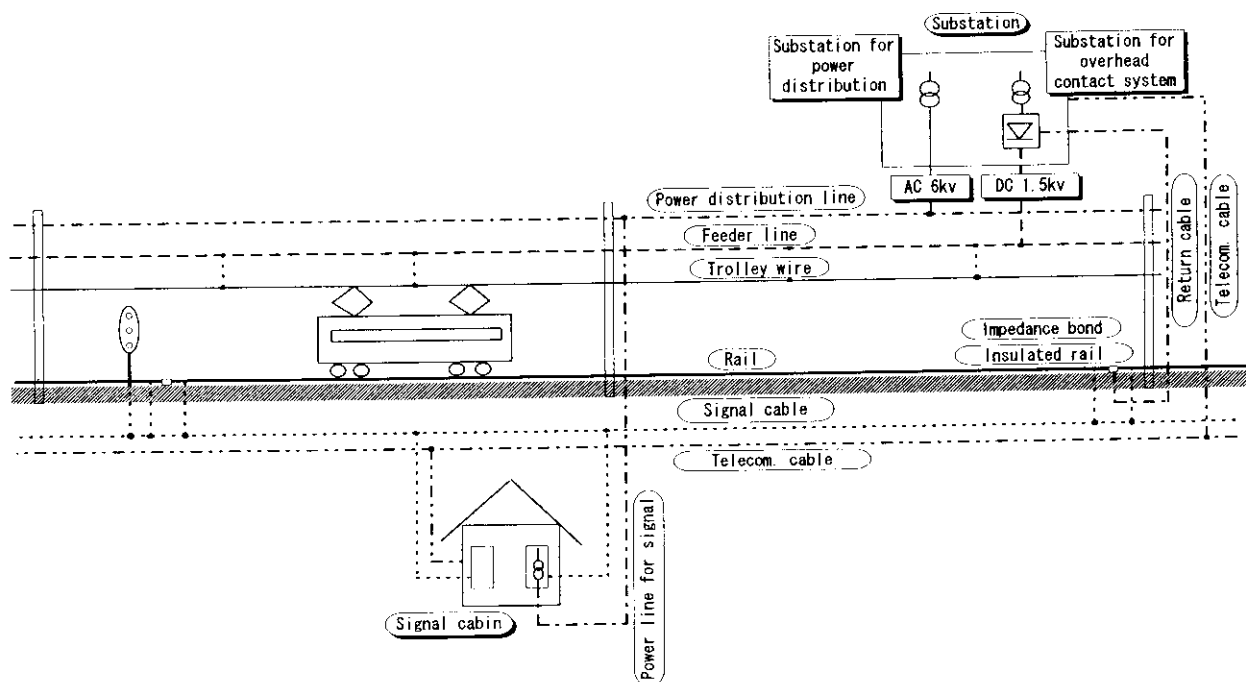 Substation
Substation for
power
distribution
Substation for
overhead
contact system
AC 6kv
DC 1.5kv
Power distribution line
Feeder line
Trolley wire
Return cable
Telecom. cable
Impedance bond
Insulated rail
Rail
Signal cable
Telecom. cable
Power line for signal
Signal cabin